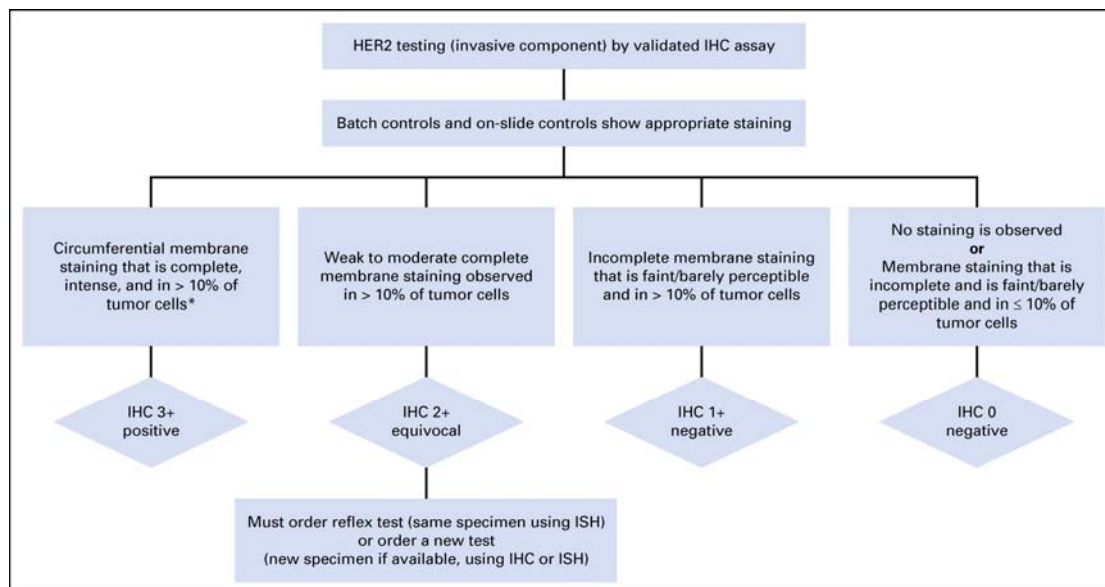 HER2 testing (invasive component) by validated IHC assay
Batch controls and on-slide controls show appropriate staining
Circumferential membrane
staining that is complete,
intense, and in > 10% of
tumor cells*
Weak to moderate complete
membrane staining observed
in > 10% of tumor cells
Incomplete membrane staining
that is faint/barely perceptible
and in > 10% of tumor cells
No staining is observed
or
Membrane staining that is
incomplete and is faint/barely
perceptible and in ≤ 10% of
tumor cells
IHC 3+
positive
IHC 2+
equivocal
IHC 1+
negative
IHC 0
negative
Must order reflex test (same specimen using ISH)
or order a new test
(new specimen if available, using IHC or ISH)